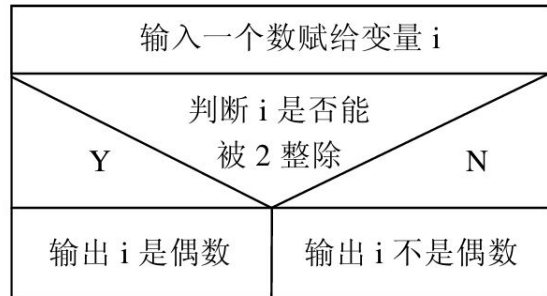 输入一个数赋给变量 i
判断 i 是否能
被 2 整除
Y
N
输出 i 是偶数
输出 i 不是偶数